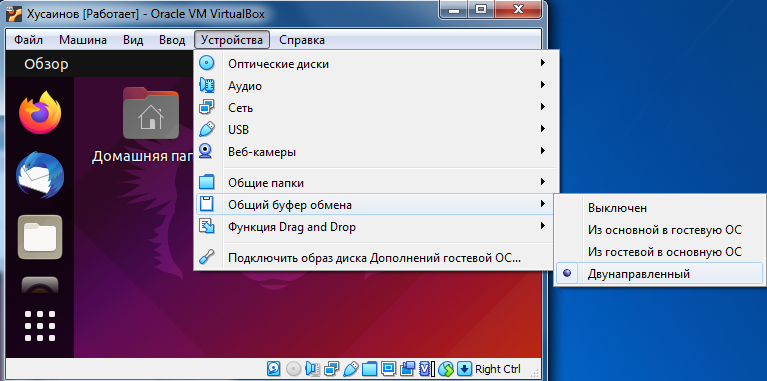 Хусаинов [Работает] - Oracle VM VirtualBox
Файл Машина Вид Ввод Устройства Справка
Обзор
Домашняя пап
Оптические диски
Аудио
Сеть
USB
Веб-камеры
Общие папки
Общий буфер обмена
Функция Drag and Drop
Подключить образ диска Дополнений гостевой ОС...
Выключен
Из основной в гостевую ОС
Из гостевой в основную ОС
Двунаправленный
Right Ctrl